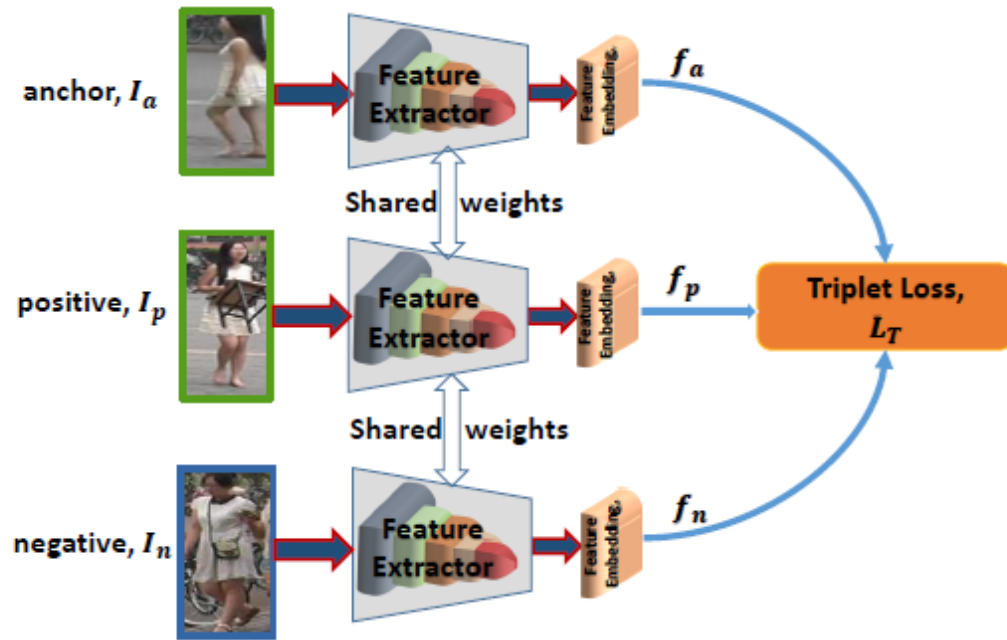 anchor, I_a
Feature
Extractor
Feature
Embedding,
f_a
Shared weights
positive, I_p
Feature
Extractor
Feature
Embedding,
f_p
Triplet Loss,
L_T
Shared weights
negative, I_n
Feature
Extractor
Feature
Embedding,
f_n